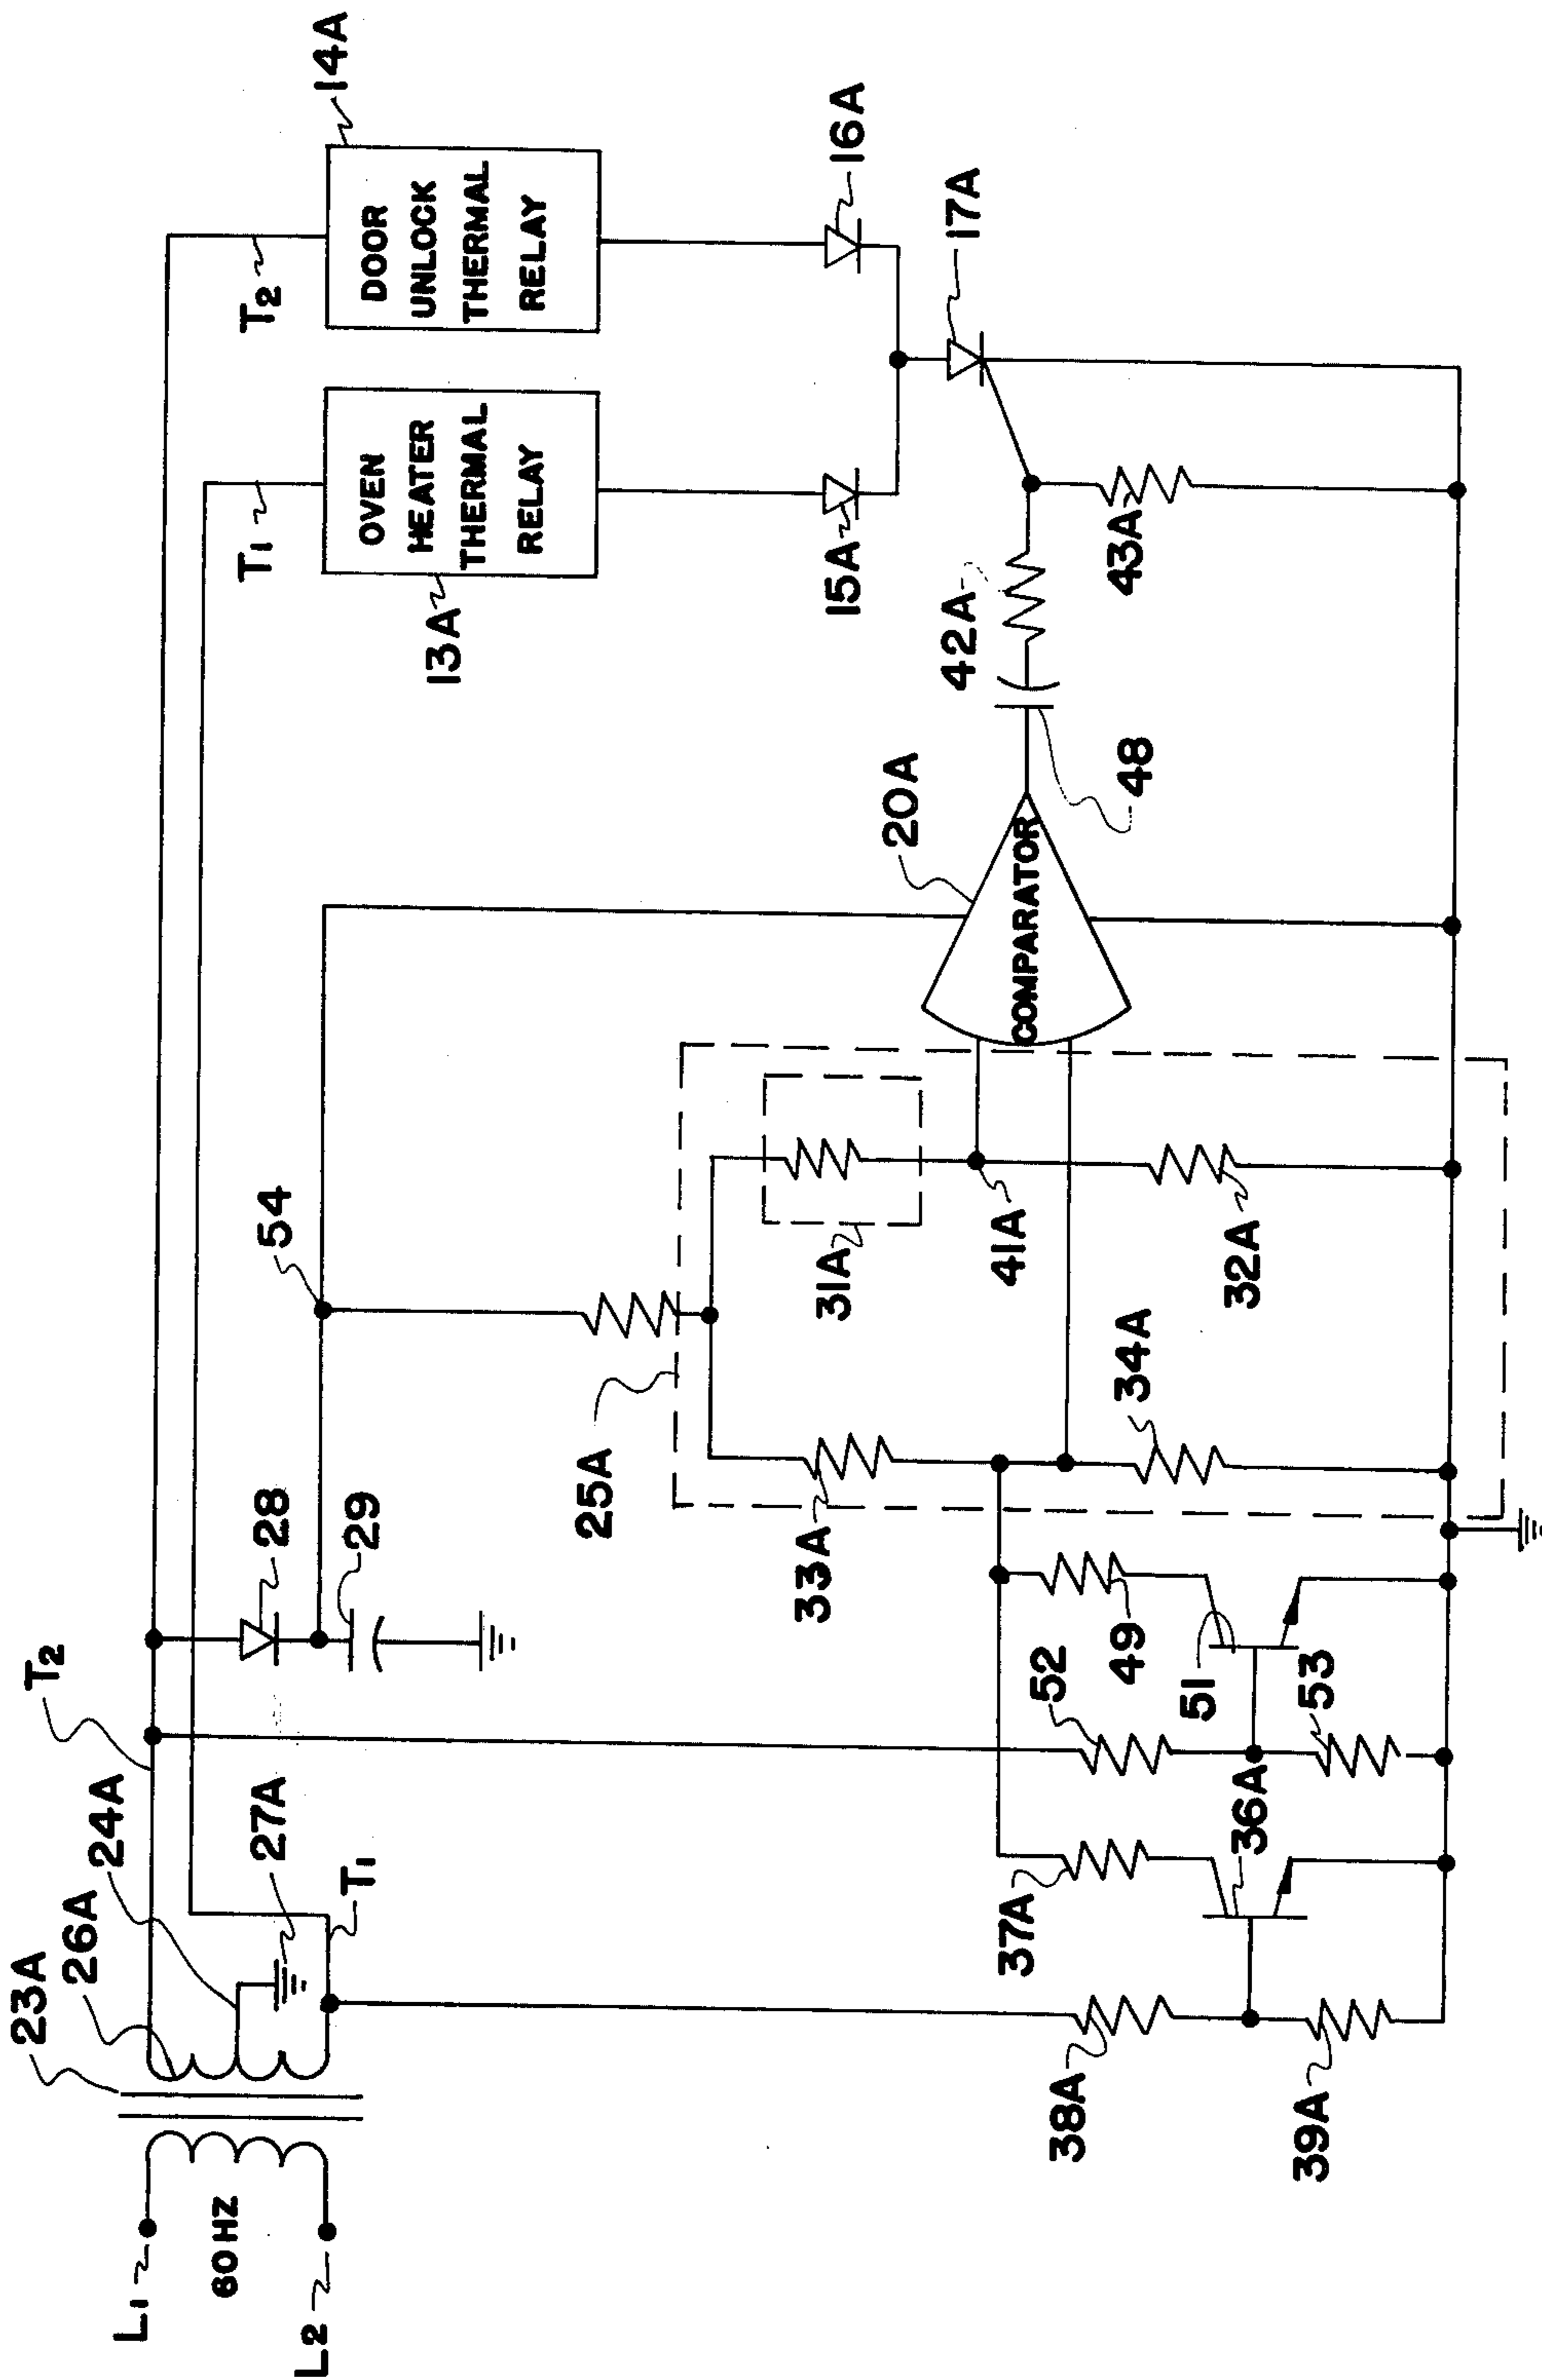 L1
60 HZ
L2
23A
26A
24A
27A
T1
T2
28
29
54
T1
T2
OVEN
HEATER
THERMAL
RELAY
13A
DOOR
UNLOCK
THERMAL
RELAY
14A
15A
16A
17A
25A
33A
31A
41A
34A
32A
COMPARATOR
20A
48
42A
43A
38A
39A
37A
36A
52
53
49
51